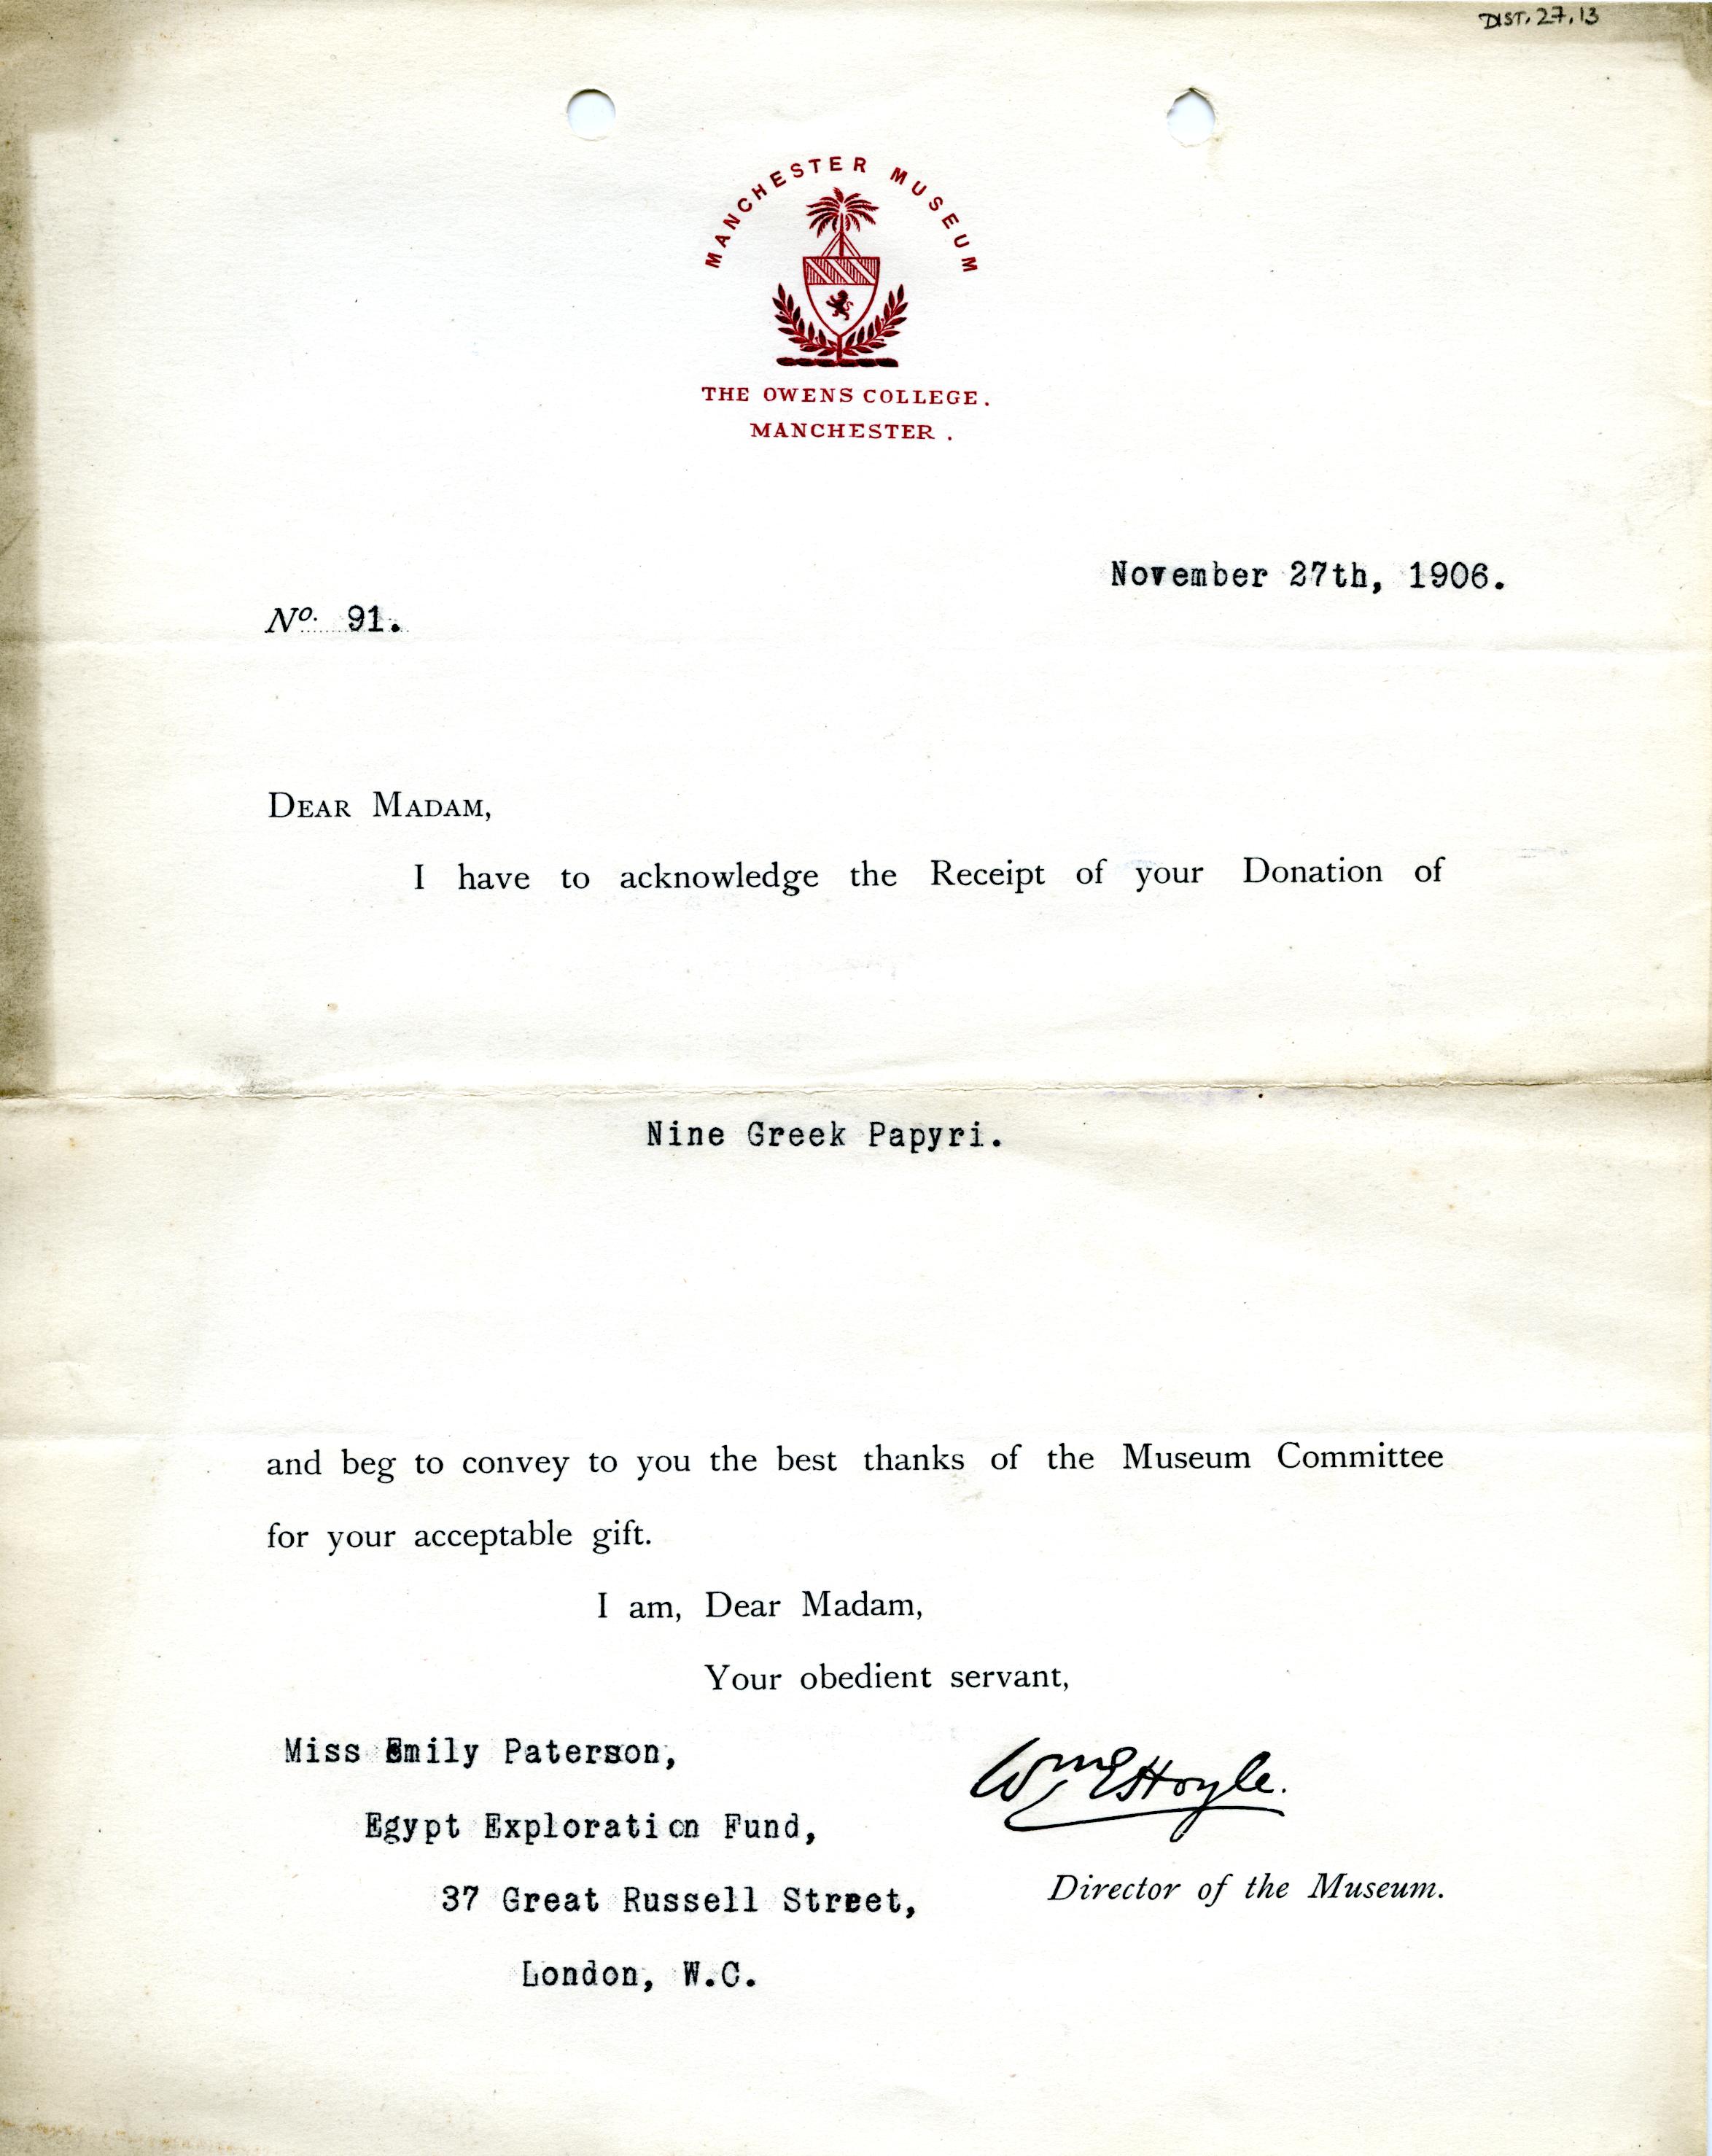 DIST. 27.13
MANCHESTER MUSEUM
THE OWENS COLLEGE.
MANCHESTER.
November 27th, 1906.
No. 91.
DEAR MADAM,
I have to acknowledge the Receipt of your Donation of
Nine Greek Papyri.
and beg to convey to you the best thanks of the Museum Committee
for your acceptable gift.
I am, Dear Madam,
Your obedient servant,
Miss Emily Paterson,
Wm E Hoyle.
Egypt Exploration Fund,
Director of the Museum.
37 Great Russell Street,
London, W.C.